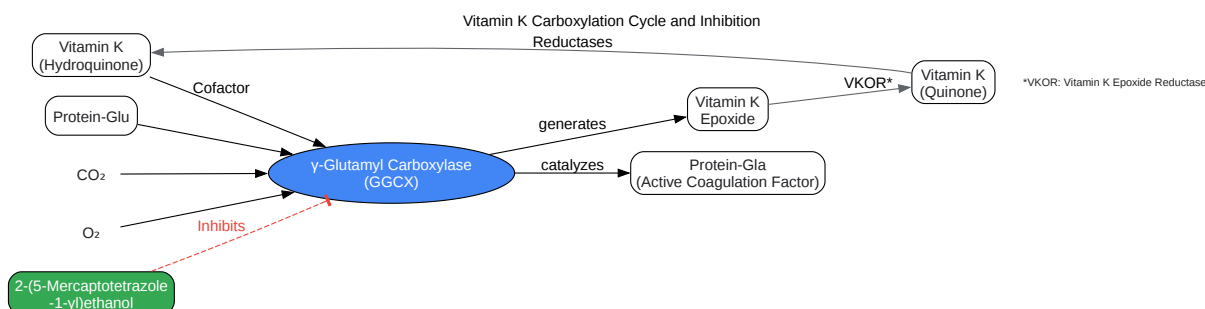 Vitamin K Carboxylation Cycle and Inhibition
Reductases
Vitamin K
(Hydroquinone)
Cofactor
Protein-Glu
CO₂
O₂
Inhibits
2-(5-Mercaptotetrazole
-1-yl)ethanol
γ-Glutamyl Carboxylase
(GGCX)
generates
catalyzes
Vitamin K
Epoxide
Protein-Gla
(Active Coagulation Factor)
VKOR*
Vitamin K
(Quinone)
*VKOR: Vitamin K Epoxide Reductase